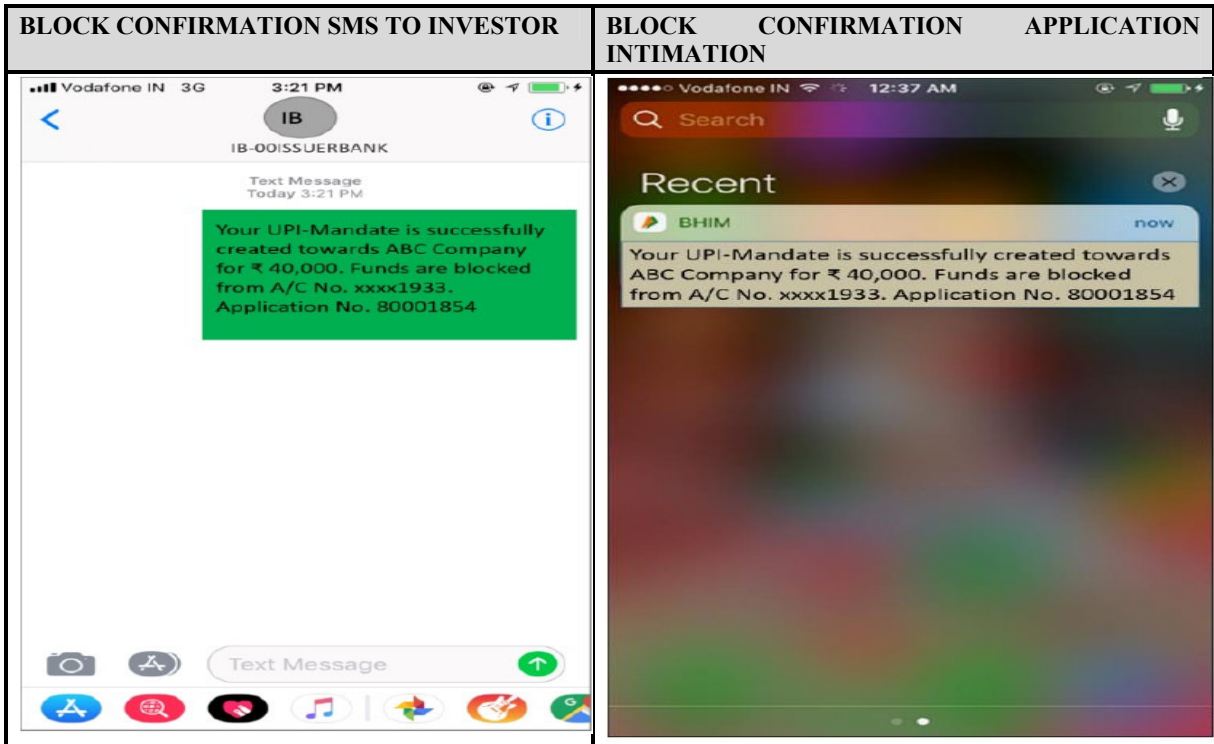 BLOCK CONFIRMATION SMS TO INVESTOR
BLOCK CONFIRMATION APPLICATION
INTIMATION
Vodafone IN 3G 3:21 PM
IB
IB-00ISSUERBANK
Text Message
Today 3:21 PM
Your UPI-Mandate is successfully
created towards ABC Company
for ₹ 40,000. Funds are blocked
from A/C No. xxxx1933.
Application No. 80001854
Text Message
Vodafone IN 12:37 AM
Search
Recent
BHIM now
Your UPI-Mandate is successfully created towards
ABC Company for ₹ 40,000. Funds are blocked
from A/C No. xxxx1933. Application No. 80001854